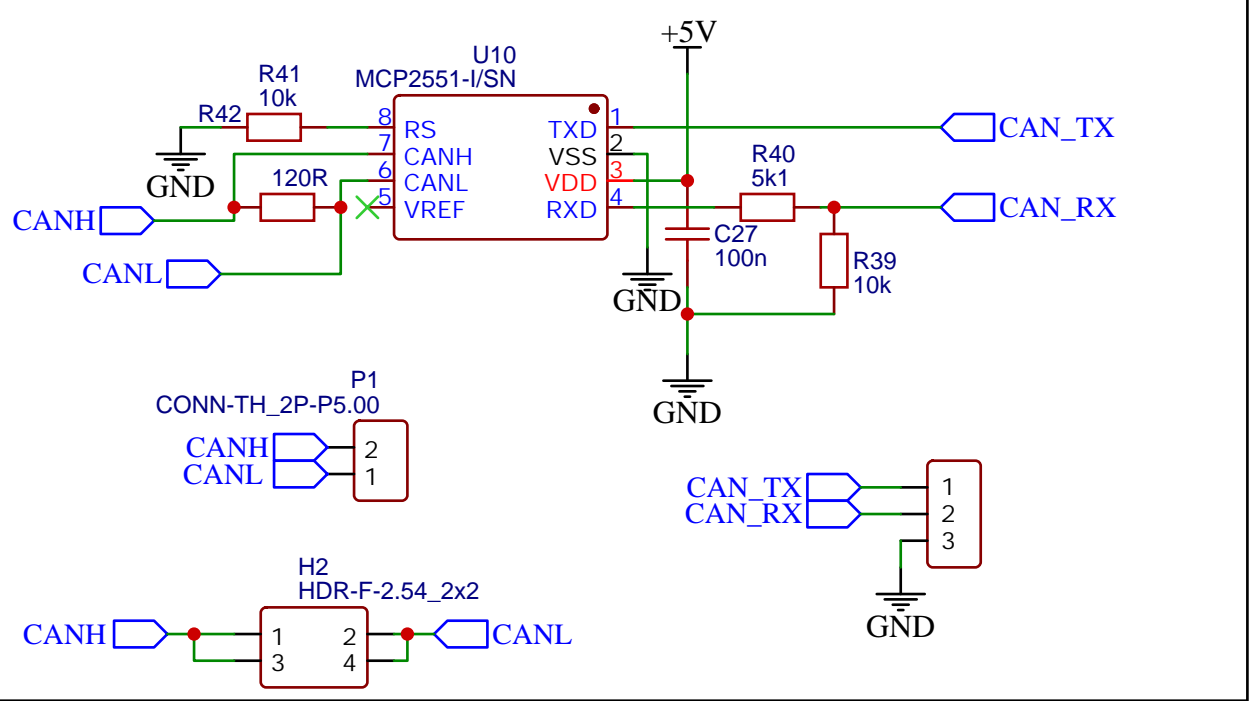 +5V
U10
MCP2551-I/SN
R41
10k
R42
8
RS
TXD
1
7
CANH
VSS
2
6
CANL
VDD
3
5
VREF
RXD
4
GND
120R
CANH
CANL
CAN_TX
R40
5k1
CAN_RX
C27
100n
R39
10k
GND
GND
P1
CONN-TH_2P-P5.00
CANH
2
CANL
1
CAN_TX
1
CAN_RX
2
3
GND
H2
HDR-F-2.54_2x2
CANH
1
2
CANL
3
4